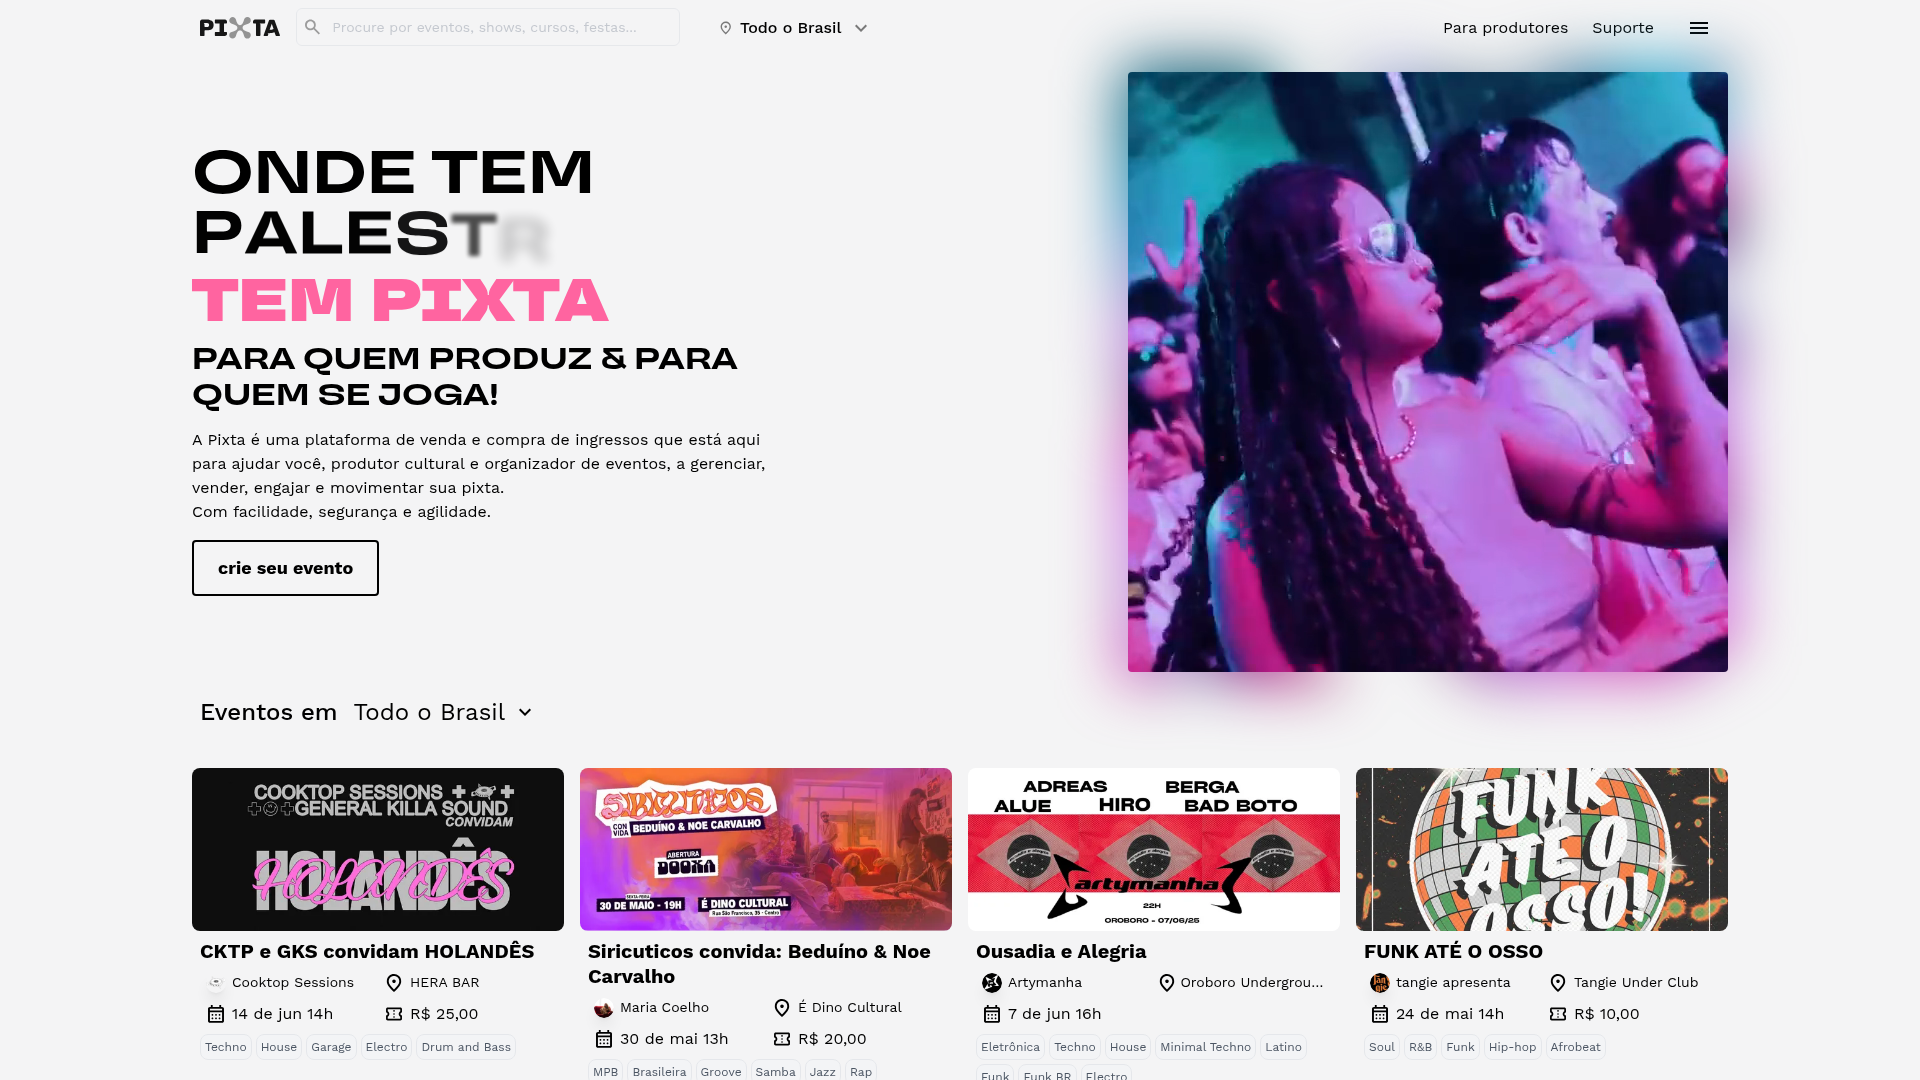 PIXTA
Procure por eventos, shows, cursos, festas...
Todo o Brasil
Para produtores
Suporte
ONDE TEM
PALESTR
TEM PIXTA
PARA QUEM PRODUZ & PARA
QUEM SE JOGA!
A Pixta é uma plataforma de venda e compra de ingressos que está aqui
para ajudar você, produtor cultural e organizador de eventos, a gerenciar,
vender, engajar e movimentar sua pixta.
Com facilidade, segurança e agilidade.
crie seu evento
Eventos em Todo o Brasil
COOKTOP SESSIONS
GENERAL KILLA SOUND
CONVIDAM
HOLANDÊS
HOLANDÊS
CKTP e GKS convidam HOLANDÊS
Cooktop Sessions
HERA BAR
14 de jun 14h
R$ 25,00
Techno House Garage Electro Drum and Bass
SIRICUTICOS
CONVIDA BEDUÍNO & NOE CARVALHO
ABERTURA
DOOXA
SEXTA-FEIRA
30 DE MAIO - 19H
É DINO CULTURAL
Rua São Francisco, 35 - Centro
Siricuticos convida: Beduíno & Noe
Carvalho
Maria Coelho
É Dino Cultural
30 de mai 13h
R$ 20,00
MPB Brasileira Groove Samba Jazz Rap
ADREAS BERGA
ALUE HIRO BAD BOTO
artymanha
22H
OROBORO - 07/06/25
Ousadia e Alegria
Artymanha
Oroboro Undergrou...
7 de jun 16h
Eletrônica Techno House Minimal Techno Latino
Funk Funk BR Electro
FUNK
ATÉ O
OSSO!
FUNK ATÉ O OSSO
tangie apresenta
Tangie Under Club
24 de mai 14h
R$ 10,00
Soul R&B Funk Hip-hop Afrobeat